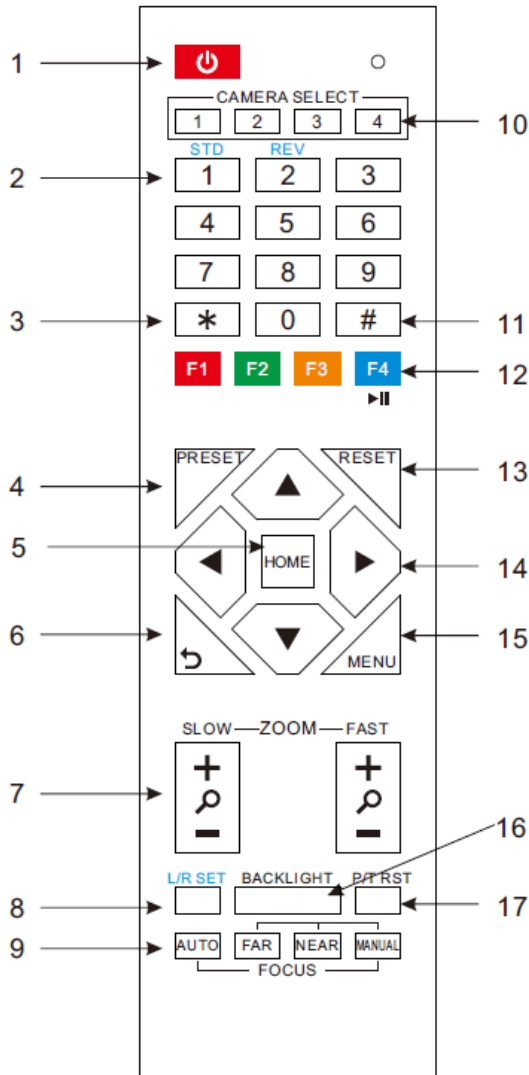 1
CAMERA SELECT
1 2 3 4 10
STD REV
2 1 2 3
4 5 6
7 8 9
3 * 0 # 11
F1 F2 F3 F4 12
PRESET RESET
4 13
5 HOME 14
6 MENU 15
SLOW ZOOM FAST
+ +
7
− −
16
L/R SET BACKLIGHT P/T RST
8 17
9 AUTO FAR NEAR MANUAL
FOCUS